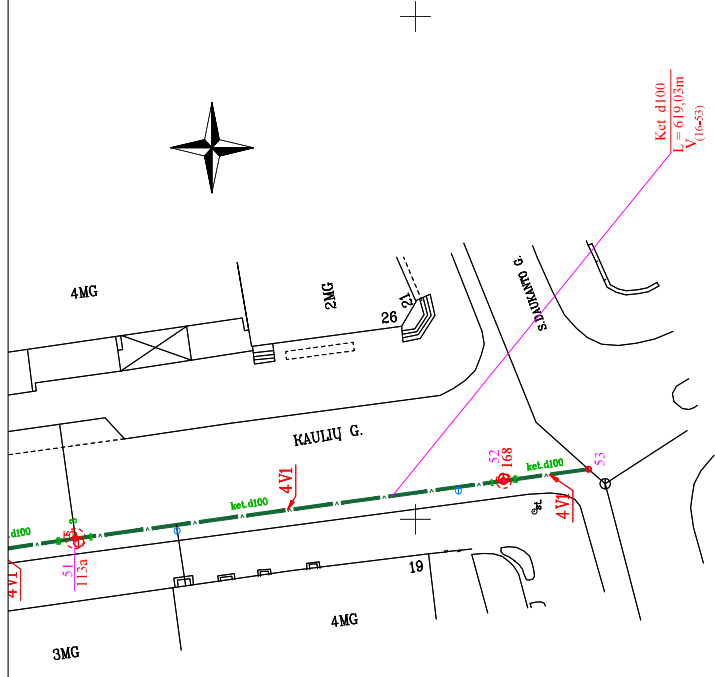 Ket d100
L = 619,03m
V(16-53)
S.DAUKANTO G.
4MG
2MG
21
26
KAULIŲ G.
52
168
53
ket.d100
4V1
ket.d100
4V1
.d100
st.
51
113a
4V1
19
4MG
3MG